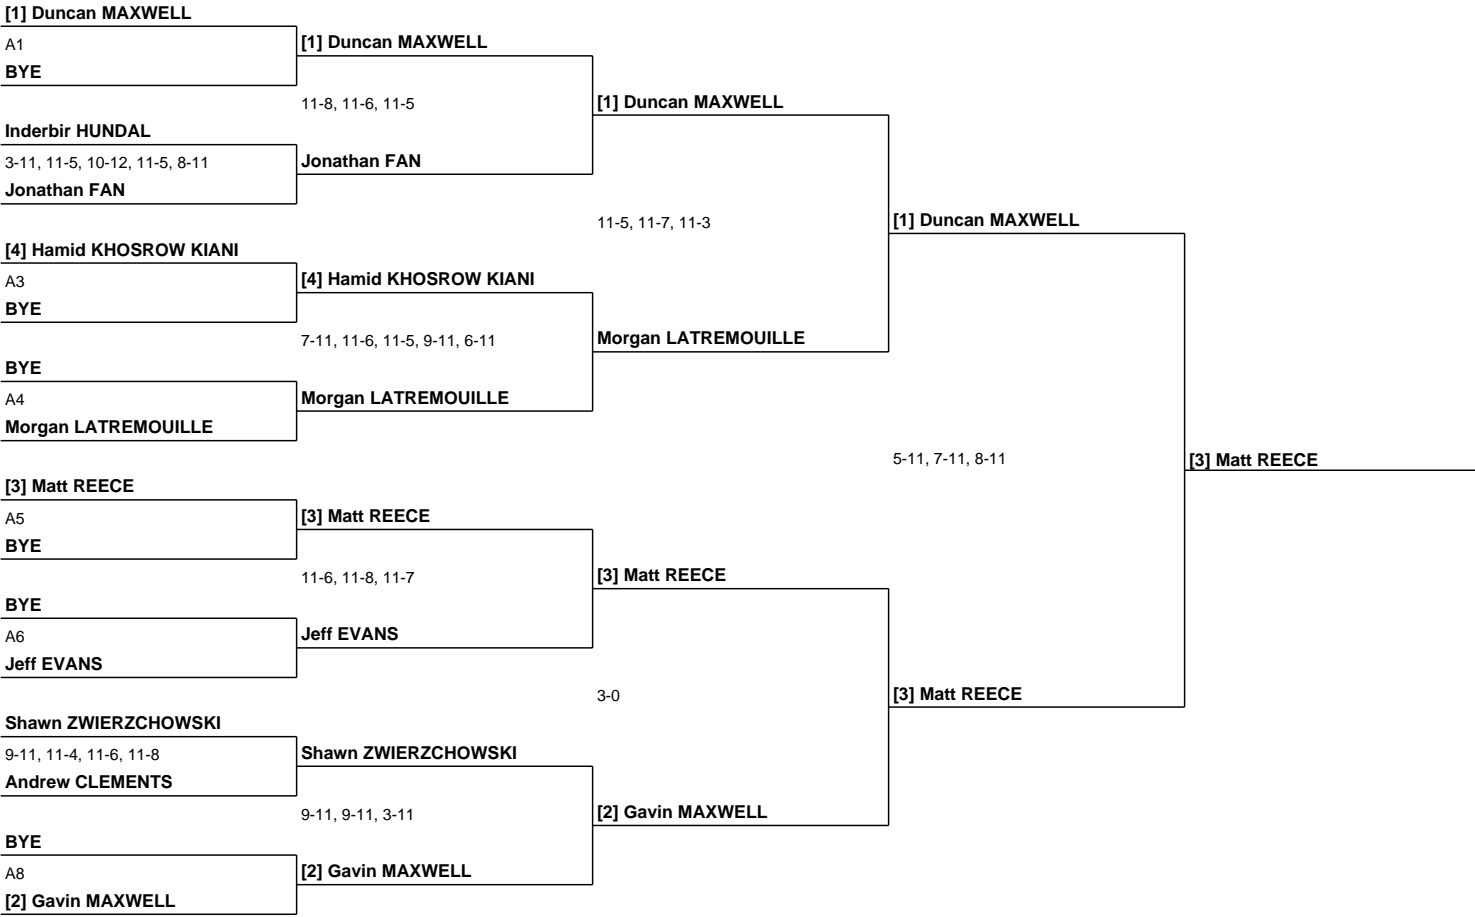 [1] Duncan MAXWELL
A1
BYE
Inderbir HUNDAL
3-11, 11-5, 10-12, 11-5, 8-11
Jonathan FAN
[4] Hamid KHOSROW KIANI
A3
BYE
BYE
A4
Morgan LATREMOUILLE
[3] Matt REECE
A5
BYE
BYE
A6
Jeff EVANS
Shawn ZWIERZCHOWSKI
9-11, 11-4, 11-6, 11-8
Andrew CLEMENTS
BYE
A8
[2] Gavin MAXWELL
[1] Duncan MAXWELL
11-8, 11-6, 11-5
Jonathan FAN
[4] Hamid KHOSROW KIANI
7-11, 11-6, 11-5, 9-11, 6-11
Morgan LATREMOUILLE
[3] Matt REECE
11-6, 11-8, 11-7
Jeff EVANS
Shawn ZWIERZCHOWSKI
9-11, 9-11, 3-11
[2] Gavin MAXWELL
[1] Duncan MAXWELL
11-5, 11-7, 11-3
Morgan LATREMOUILLE
[3] Matt REECE
3-0
[2] Gavin MAXWELL
[1] Duncan MAXWELL
5-11, 7-11, 8-11
[3] Matt REECE
[3] Matt REECE